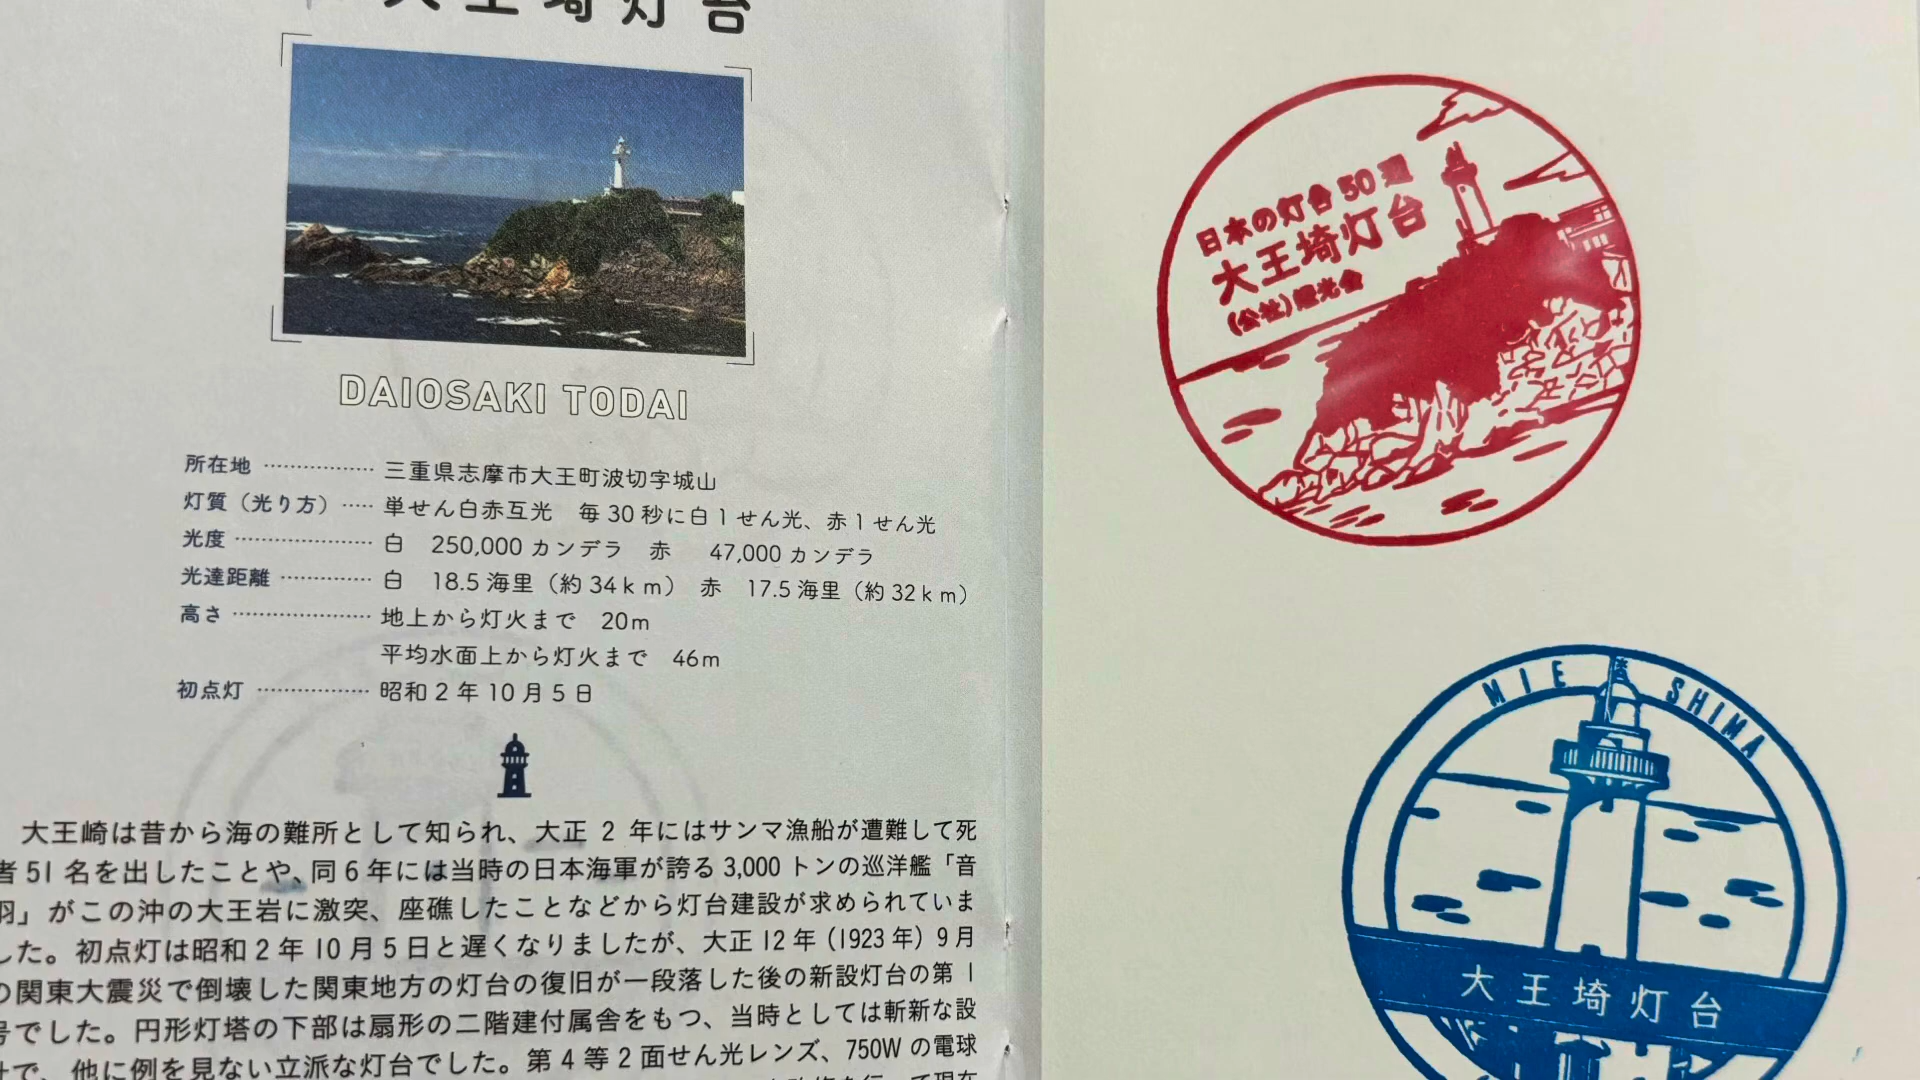 大王埼灯台
DAIOSAKI TODAI
所在地 ……………… 三重県志摩市大王町波切字城山
灯質（光り方）…… 単せん白赤互光　毎30秒に白1せん光、赤1せん光
光度 ………………… 白　250,000カンデラ　赤　47,000カンデラ
光達距離 …………… 白　18.5海里（約34km）　赤　17.5海里（約32km）
高さ ………………… 地上から灯火まで　20m
平均水面上から灯火まで　46m
初点灯 ……………… 昭和2年10月5日
大王崎は昔から海の難所として知られ、大正 2 年にはサンマ漁船が遭難して死
者51名を出したことや、同6年には当時の日本海軍が誇る3,000トンの巡洋艦「音
羽」がこの沖の大王岩に激突、座礁したことなどから灯台建設が求められていま
した。初点灯は昭和2年10月5日と遅くなりましたが、大正12年（1923年）9月
の関東大震災で倒壊した関東地方の灯台の復旧が一段落した後の新設灯台の第1
号でした。円形灯塔の下部は扇形の二階建付属舎をもつ、当時としては斬新な設
計で、他に例を見ない立派な灯台でした。第4等2面せん光レンズ、750Wの電球
日本の灯台50選
大王埼灯台
(公社)燈光会
MIE SHIMA
大王埼灯台